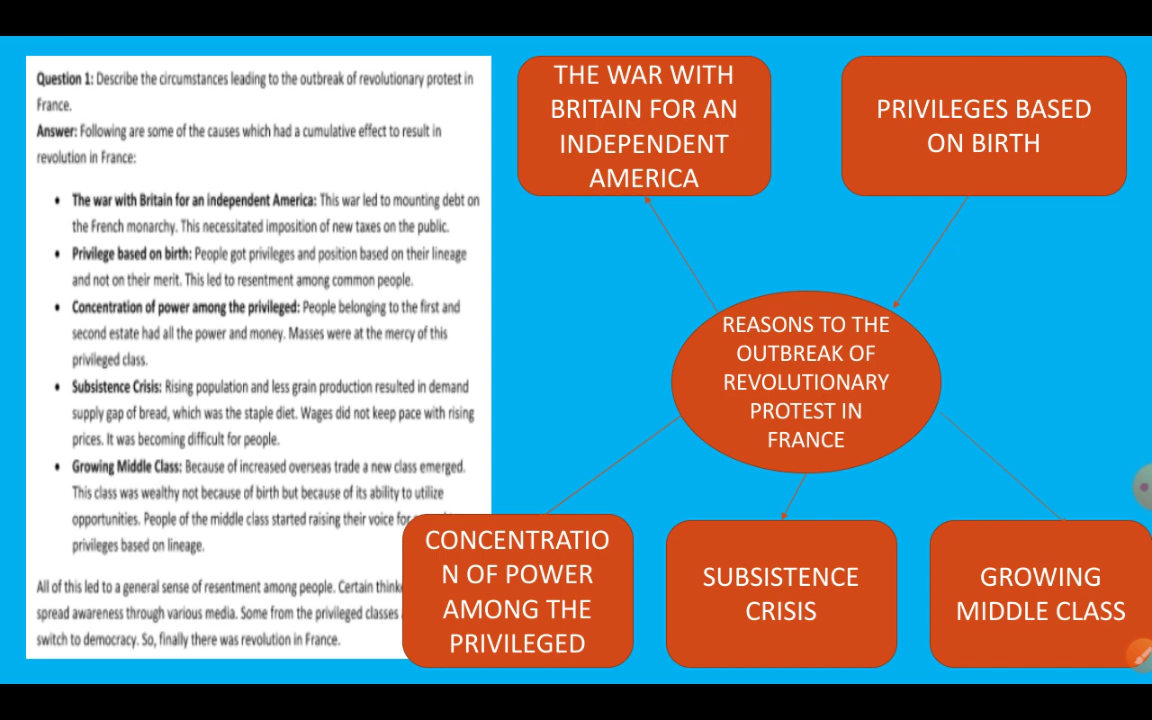 Question 1: Describe the circumstances leading to the outbreak of revolutionary protest in
France.
Answer: Following are some of the causes which had a cumulative effect to result in
revolution in France:
• The war with Britain for an independent America: This war led to mounting debt on
the French monarchy. This necessitated imposition of new taxes on the public.
• Privilege based on birth: People got privileges and position based on their lineage
and not on their merit. This led to resentment among common people.
• Concentration of power among the privileged: People belonging to the first and
second estate had all the power and money. Masses were at the mercy of this
privileged class.
• Subsistence Crisis: Rising population and less grain production resulted in demand
supply gap of bread, which was the staple diet. Wages did not keep pace with rising
prices. It was becoming difficult for people.
• Growing Middle Class: Because of increased overseas trade a new class emerged.
This class was wealthy not because of birth but because of its ability to utilize
opportunities. People of the middle class started raising their voice for
privileges based on lineage.
All of this led to a general sense of resentment among people. Certain
spread awareness through various media. Some from the privileged classes
switch to democracy. So, finally there was revolution in France.
THE WAR WITH
BRITAIN FOR AN
INDEPENDENT
AMERICA
PRIVILEGES BASED
ON BIRTH
REASONS TO THE
OUTBREAK OF
REVOLUTIONARY
PROTEST IN
FRANCE
CONCENTRATIO
N OF POWER
AMONG THE
PRIVILEGED
SUBSISTENCE
CRISIS
GROWING
MIDDLE CLASS